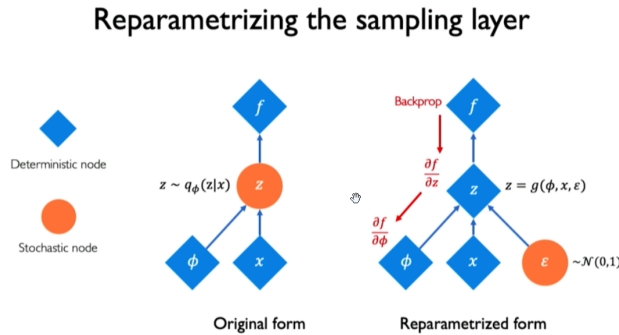 Reparametrizing the sampling layer
Deterministic node
Stochastic node
f
z ~ qϕ(z|x)
z
ϕ
x
Original form
Backprop
f
∂f
∂z
z
z = g(ϕ, x, ε)
∂f
∂ϕ
ϕ
x
ε
~𝒩(0,1)
Reparametrized form